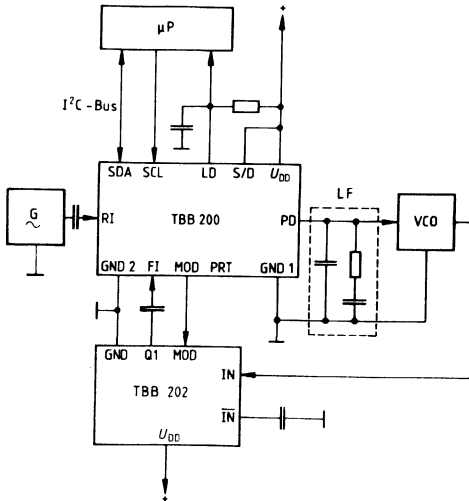 +
μP
I²C-Bus
SDA SCL LD S/D U_DD
LF
G
~
RI
TBB 200
PD
VCO
GND 2 FI MOD PRT GND 1
GND Q1 MOD
IN
TBB 202
I̅N̅
U_DD
+